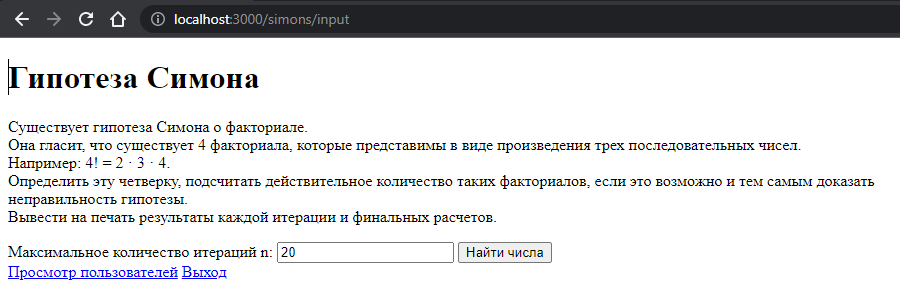 localhost:3000/simons/input
Гипотеза Симона
Существует гипотеза Симона о факториале.
Она гласит, что существует 4 факториала, которые представимы в виде произведения трех последовательных чисел.
Например: 4! = 2 · 3 · 4.
Определить эту четверку, подсчитать действительное количество таких факториалов, если это возможно и тем самым доказать
неправильность гипотезы.
Вывести на печать результаты каждой итерации и финальных расчетов.
Максимальное количество итераций n: 20 Найти числа
Просмотр пользователей Выход